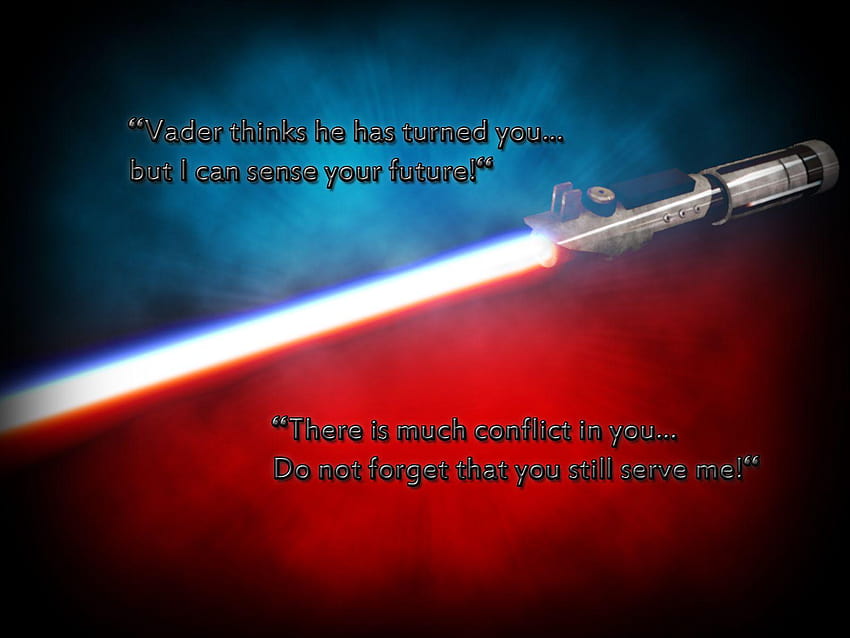 “Vader thinks he has turned you...
but I can sense your future!“
“There is much conflict in you...
Do not forget that you still serve me!“